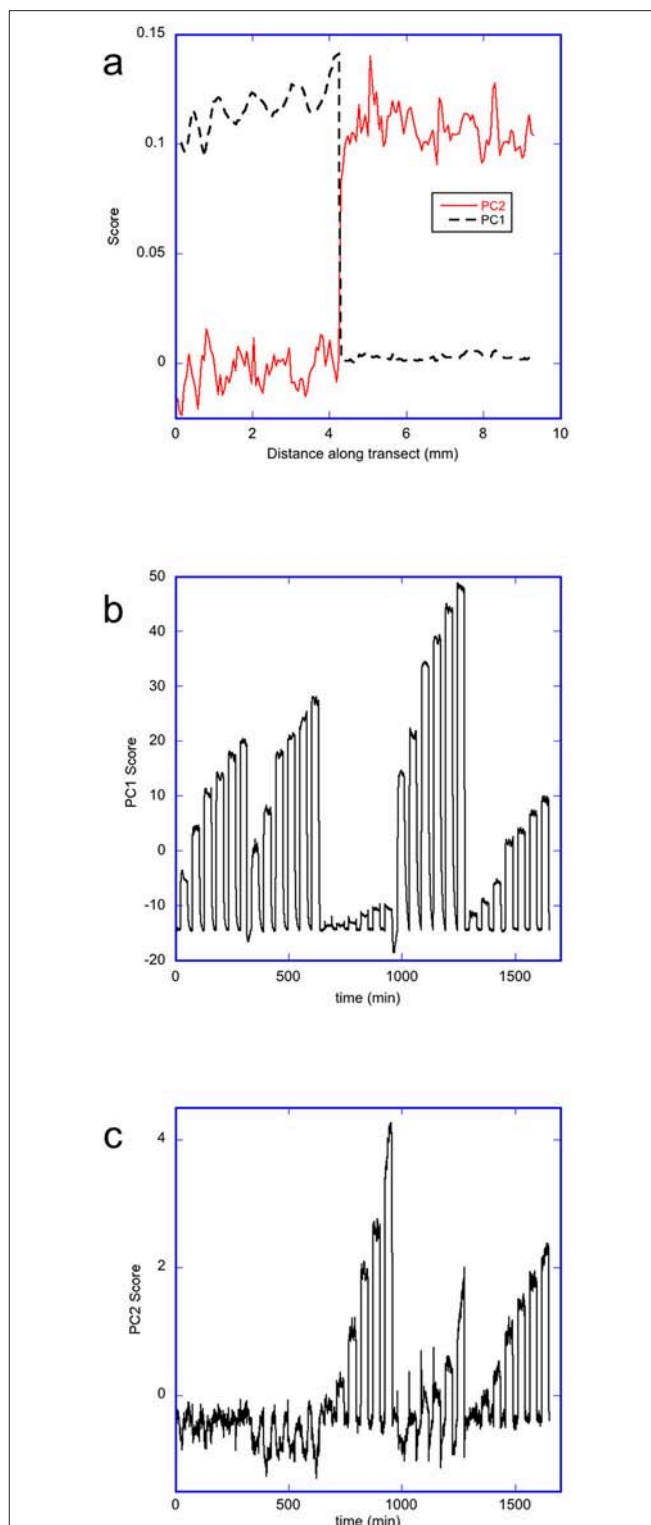 a
0.15
0.1
0.05
0
Score
PC2
PC1
0 2 4 6 8 10
Distance along transect (mm)
b
50
40
30
20
10
0
-10
-20
PC1 Score
0 500 1000 1500
time (min)
c
4
2
0
PC2 Score
0 500 1000 1500
time (min)